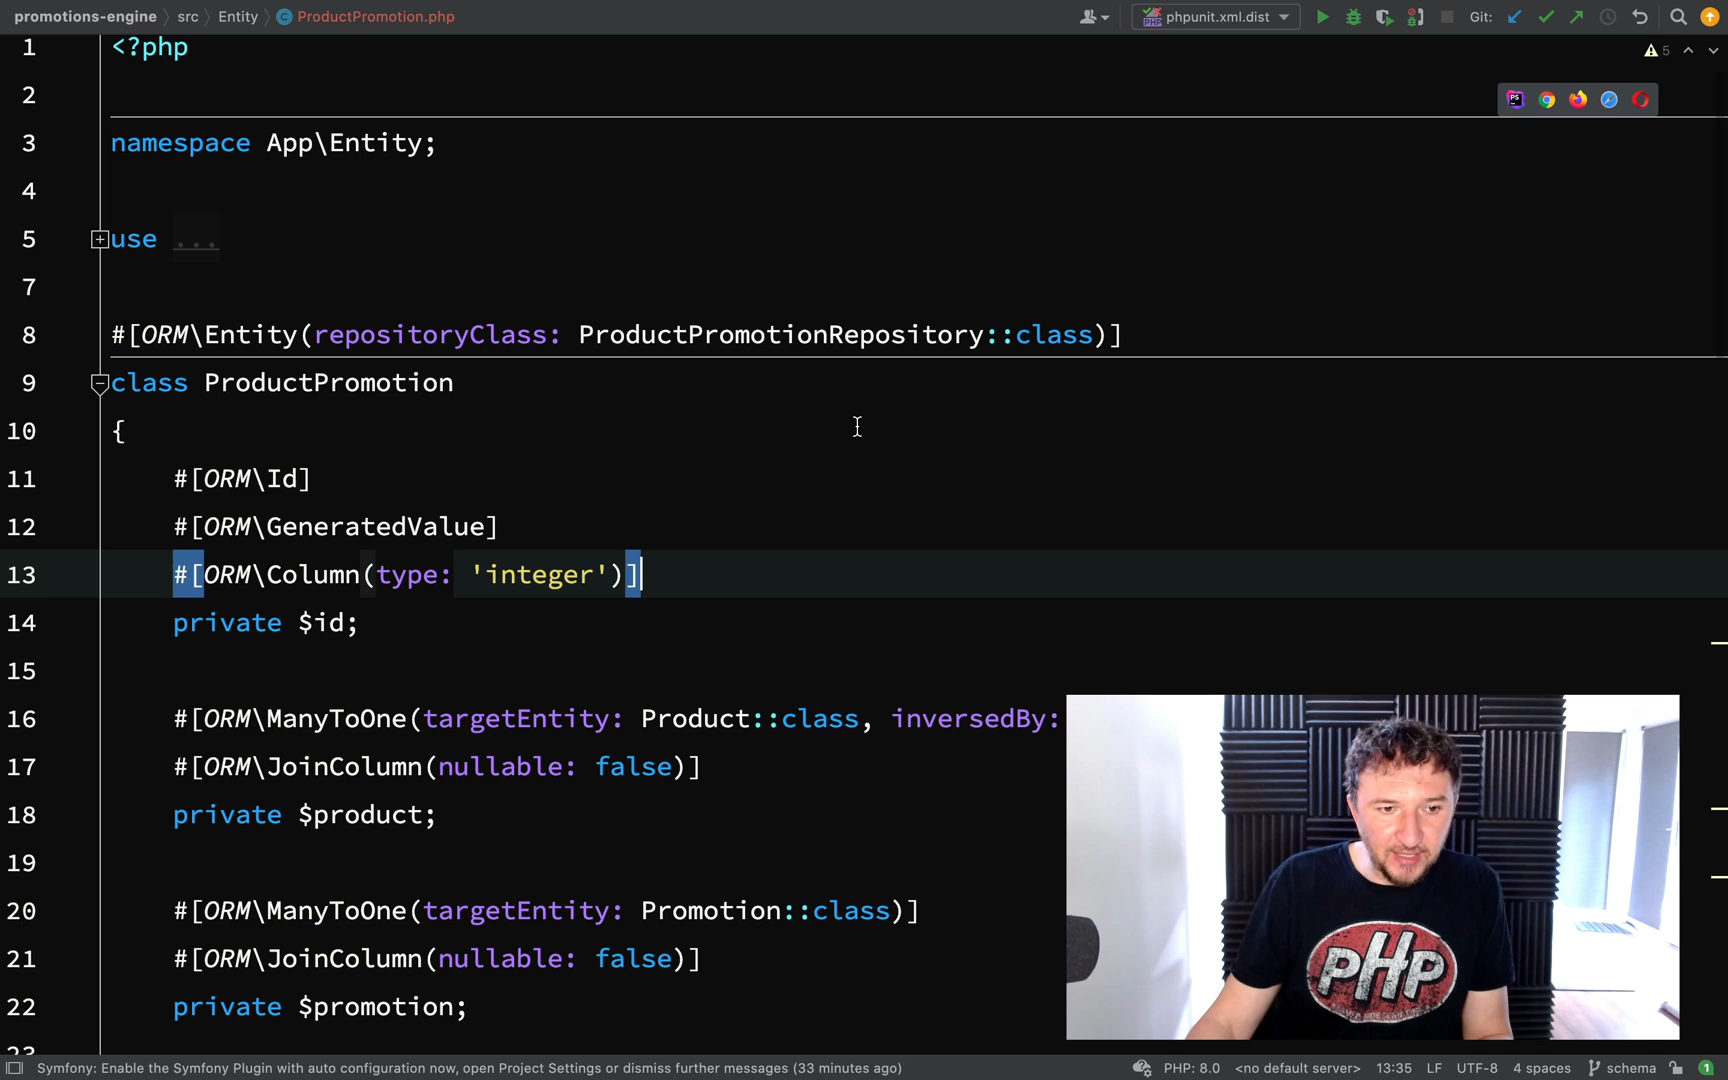 promotions-engine src Entity ProductPromotion.php phpunit.xml.dist Git:
1 <?php 5
2
3 namespace App\Entity;
4
5 use ...
7
8 #[ORM\Entity(repositoryClass: ProductPromotionRepository::class)]
9 class ProductPromotion
10 {
11 #[ORM\Id]
12 #[ORM\GeneratedValue]
13 #[ORM\Column(type: 'integer')]
14 private $id;
15
16 #[ORM\ManyToOne(targetEntity: Product::class, inversedBy:
17 #[ORM\JoinColumn(nullable: false)]
18 private $product;
19
20 #[ORM\ManyToOne(targetEntity: Promotion::class)]
21 #[ORM\JoinColumn(nullable: false)]
22 private $promotion;
23
PHP
Symfony: Enable the Symfony Plugin with auto configuration now, open Project Settings or dismiss further messages (33 minutes ago) PHP: 8.0 <no default server> 13:35 LF UTF-8 4 spaces schema 1